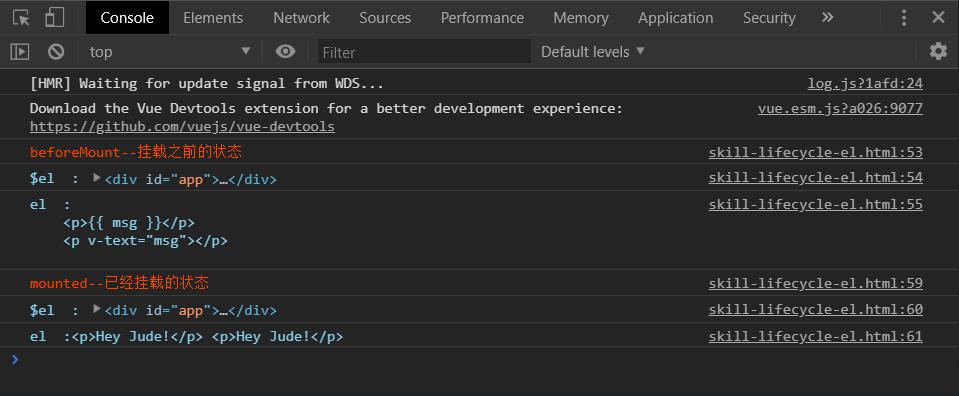 Console Elements Network Sources Performance Memory Application Security
top Filter Default levels
[HMR] Waiting for update signal from WDS... log.js?1afd:24
Download the Vue Devtools extension for a better development experience: vue.esm.js?a026:9077
https://github.com/vuejs/vue-devtools
beforeMount--挂载之前的状态 skill-lifecycle-el.html:53
$el : <div id="app">…</div> skill-lifecycle-el.html:54
el : skill-lifecycle-el.html:55
<p>{{ msg }}</p>
<p v-text="msg"></p>
mounted--已经挂载的状态 skill-lifecycle-el.html:59
$el : <div id="app">…</div> skill-lifecycle-el.html:60
el :<p>Hey Jude!</p> <p>Hey Jude!</p> skill-lifecycle-el.html:61